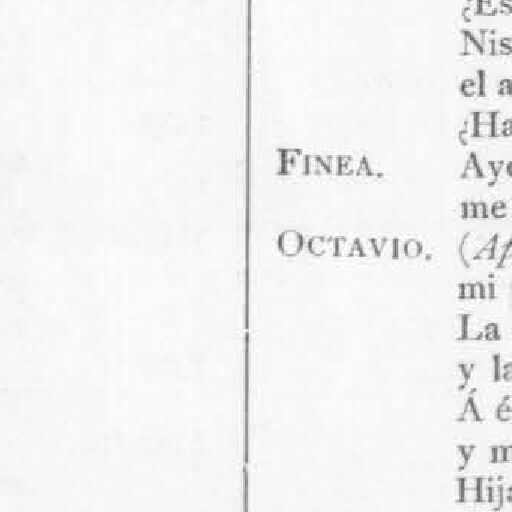 ¿Es
Nis
el a
¿Ha
FINEA. Aye
me
OCTAVIO. (Ap
mi
La
y la
Á é
y m
Hija